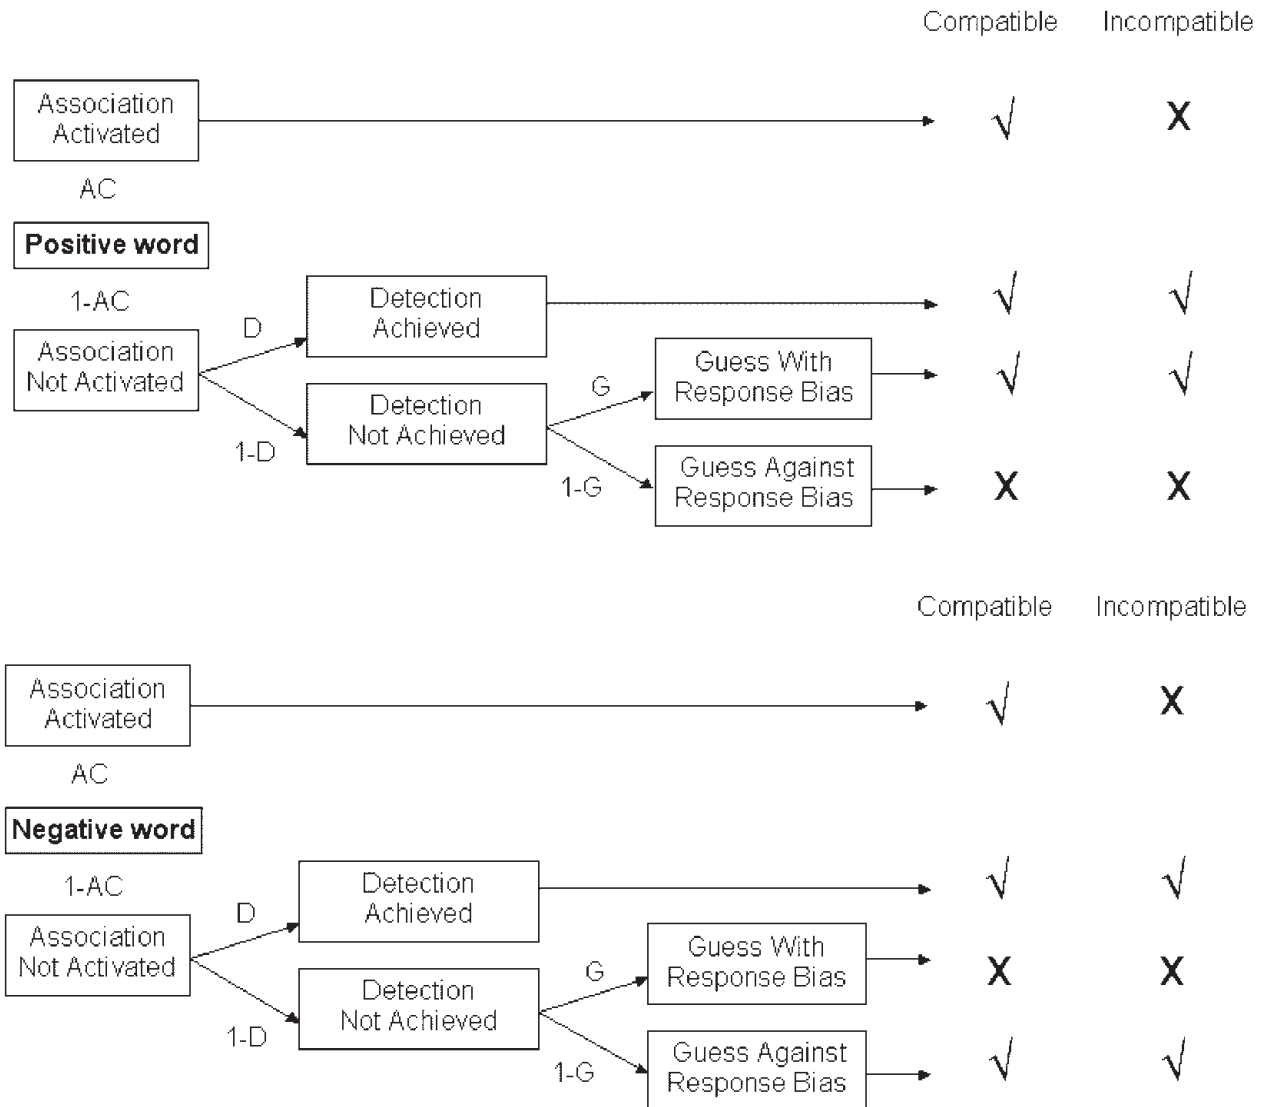 Compatible Incompatible
Association
Activated
√ X
AC
Positive word
1-AC
Association
Not Activated
D
1-D
Detection
Achieved
√ √
Detection
Not Achieved
G
1-G
Guess With
Response Bias
√ √
Guess Against
Response Bias
X X
Compatible Incompatible
Association
Activated
√ X
AC
Negative word
1-AC
Association
Not Activated
D
1-D
Detection
Achieved
√ √
Detection
Not Achieved
G
1-G
Guess With
Response Bias
X X
Guess Against
Response Bias
√ √